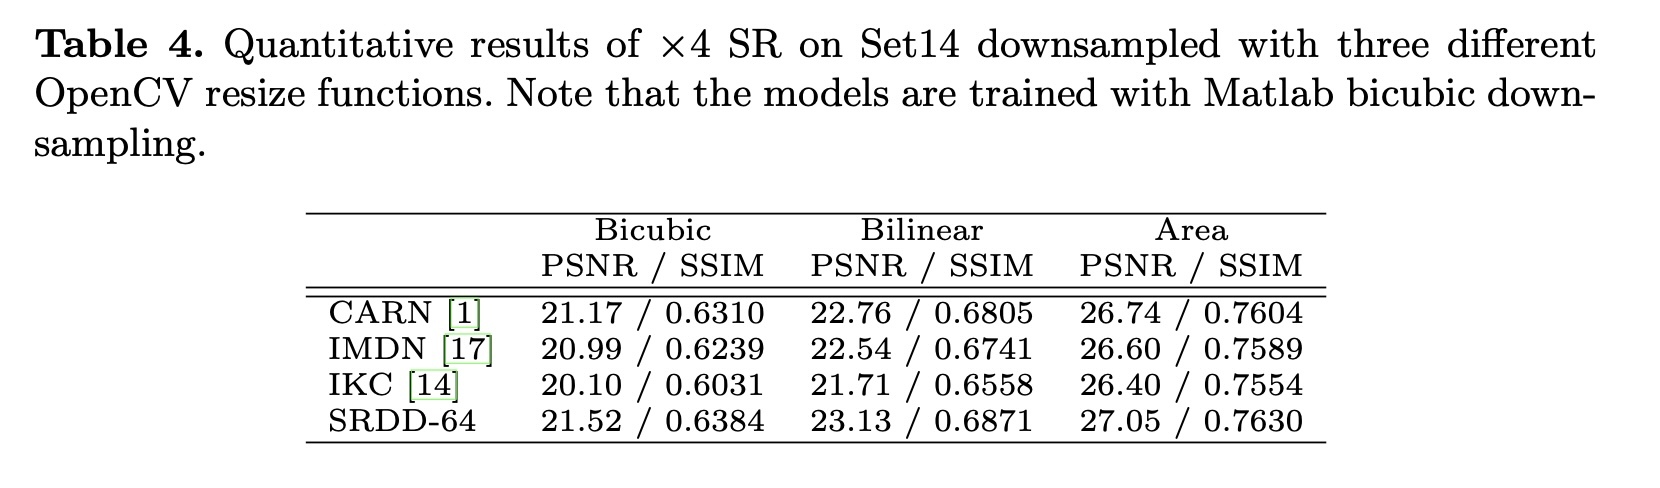 Table 4. Quantitative results of ×4 SR on Set14 downsampled with three different
OpenCV resize functions. Note that the models are trained with Matlab bicubic down-
sampling.
Bicubic Bilinear Area
PSNR / SSIM PSNR / SSIM PSNR / SSIM
CARN [1] 21.17 / 0.6310 22.76 / 0.6805 26.74 / 0.7604
IMDN [17] 20.99 / 0.6239 22.54 / 0.6741 26.60 / 0.7589
IKC [14] 20.10 / 0.6031 21.71 / 0.6558 26.40 / 0.7554
SRDD-64 21.52 / 0.6384 23.13 / 0.6871 27.05 / 0.7630